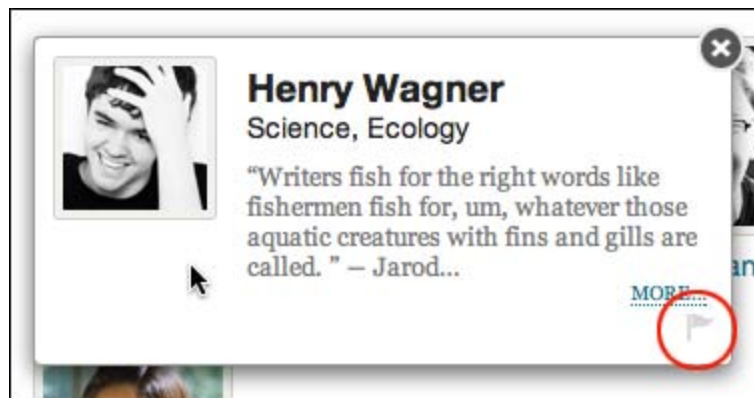 Henry Wagner
Science, Ecology
“Writers fish for the right words like
fishermen fish for, um, whatever those
aquatic creatures with fins and gills are
called. ” — Jarod...
MORE...
an